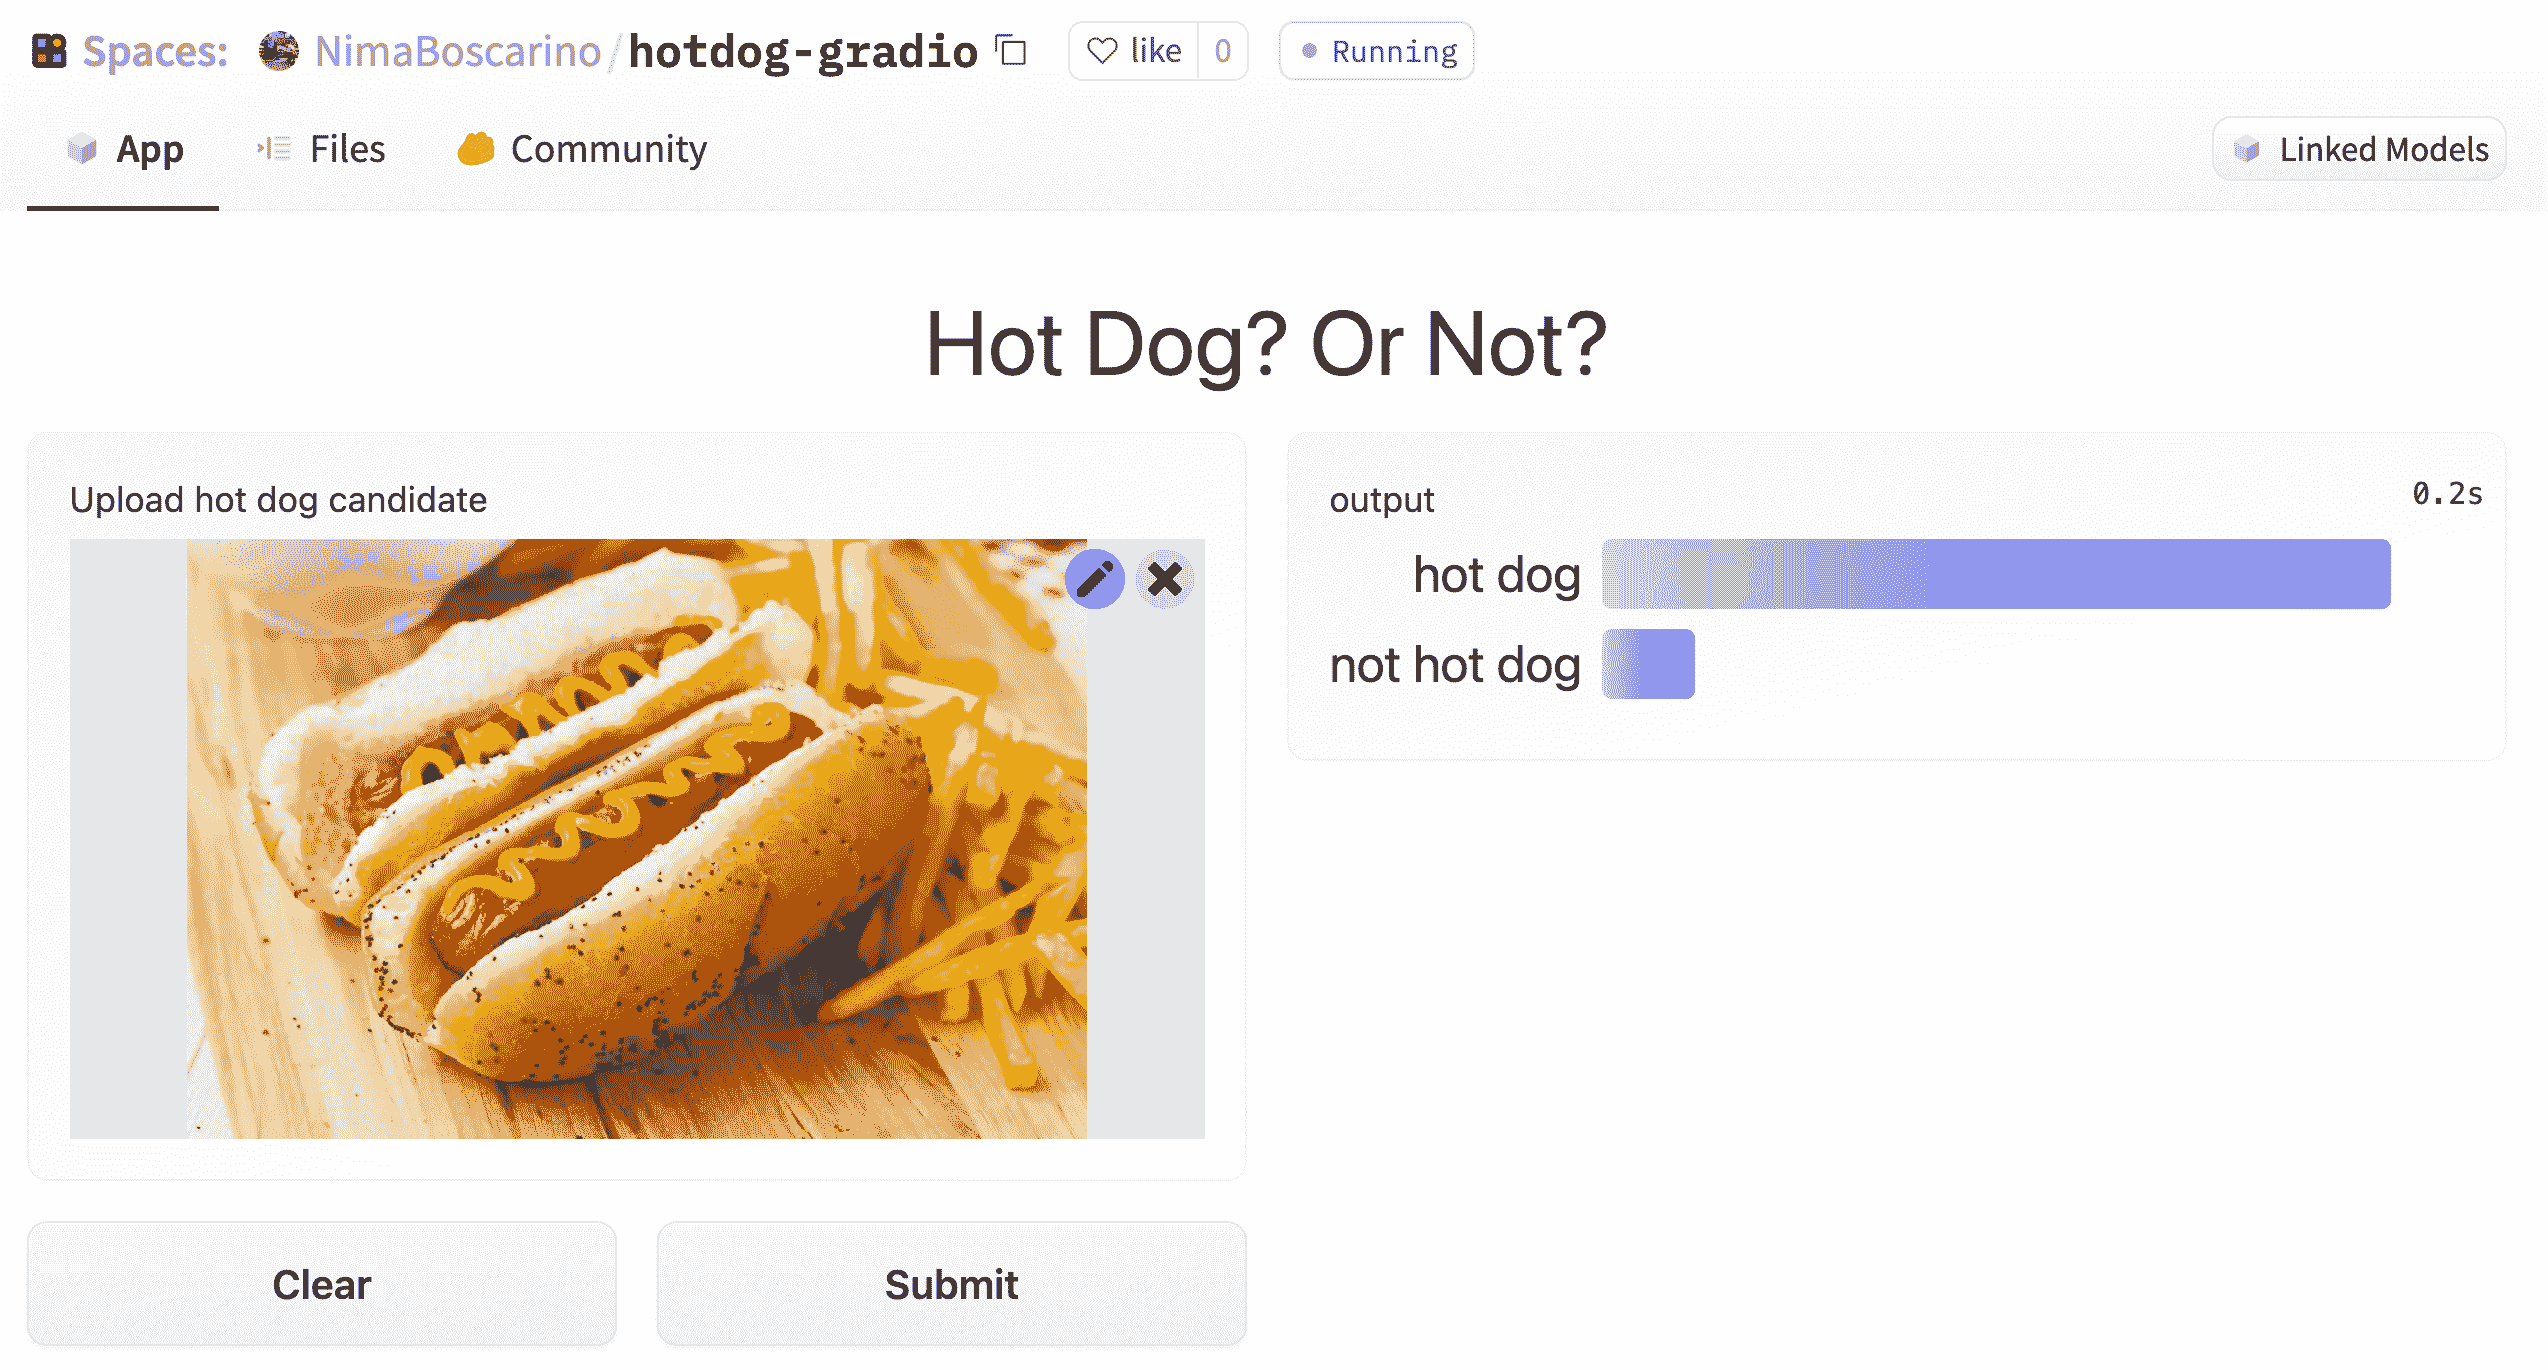 Spaces: NimaBoscarino/hotdog-gradio like 0 Running
App Files Community Linked Models
Hot Dog? Or Not?
Upload hot dog candidate
output 0.2s
hot dog
not hot dog
Clear Submit